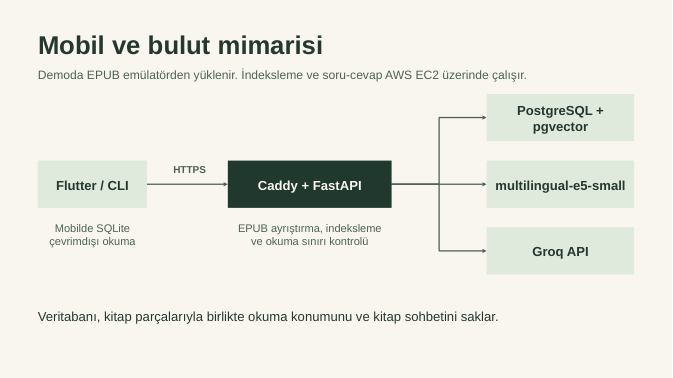 Mobil ve bulut mimarisi
Demoda EPUB emülatörden yüklenir. İndeksleme ve soru-cevap AWS EC2 üzerinde çalışır.
PostgreSQL +
pgvector
HTTPS
Flutter / CLI
Caddy + FastAPI
multilingual-e5-small
Mobilde SQLite
çevrimdışı okuma
EPUB ayrıştırma, indeksleme
ve okuma sınırı kontrolü
Groq API
Veritabanı, kitap parçalarıyla birlikte okuma konumunu ve kitap sohbetini saklar.